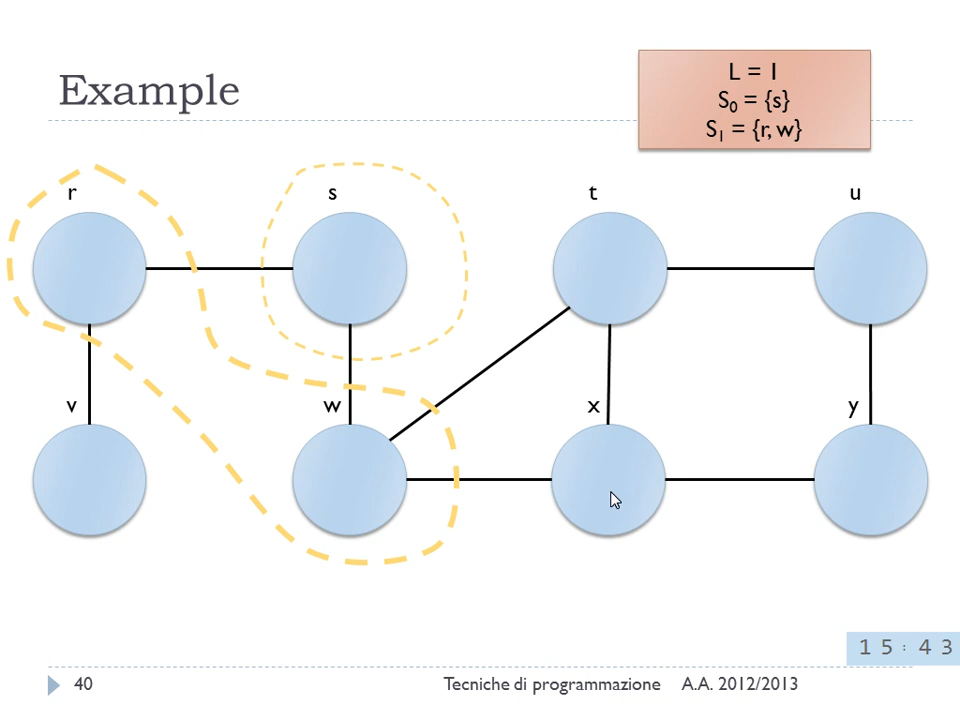 Example
L = 1
S0 = {s}
S1 = {r, w}
r s t u
v w x y
15:43
40 Tecniche di programmazione A.A. 2012/2013